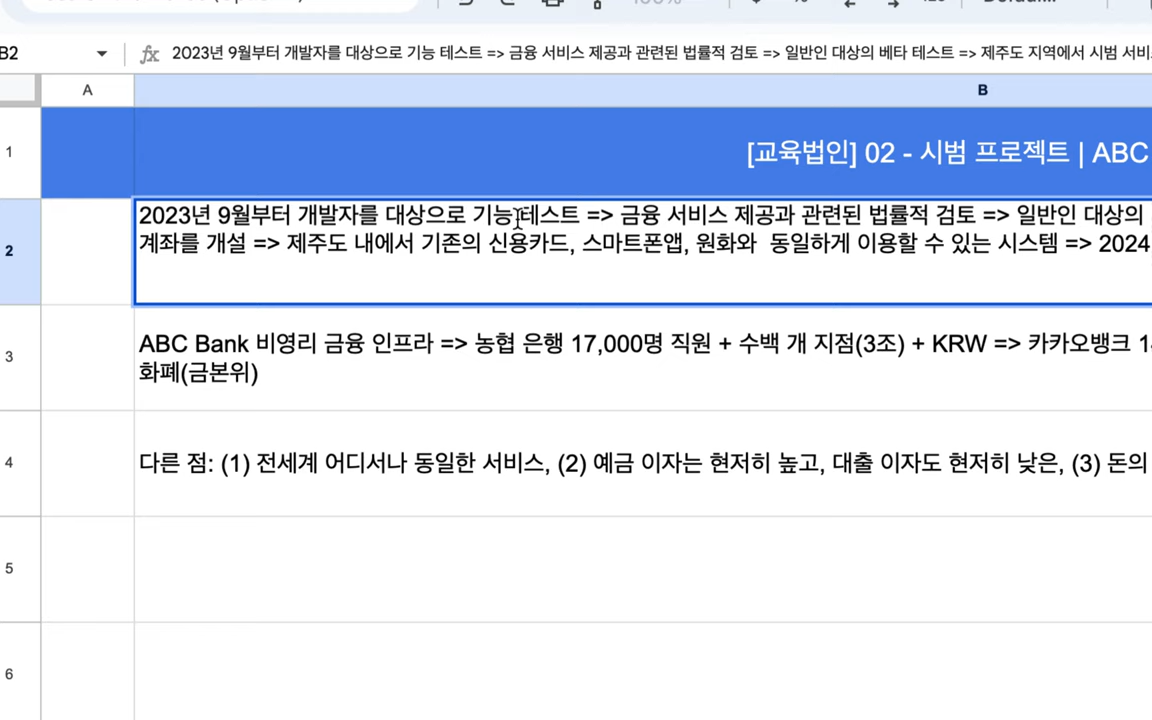 B2
fx 2023년 9월부터 개발자를 대상으로 기능 테스트 => 금융 서비스 제공과 관련된 법률적 검토 => 일반인 대상의 베타 테스트 => 제주도 지역에서 시범 서비
A B
1 [교육법인] 02 - 시범 프로젝트 | ABC
2023년 9월부터 개발자를 대상으로 기능 테스트 => 금융 서비스 제공과 관련된 법률적 검토 => 일반인 대상의
2 계좌를 개설 => 제주도 내에서 기존의 신용카드, 스마트폰앱, 원화와 동일하게 이용할 수 있는 시스템 => 2024
ABC Bank 비영리 금융 인프라 => 농협 은행 17,000명 직원 + 수백 개 지점(3조) + KRW => 카카오뱅크
3 화폐(금본위)
4 다른 점: (1) 전세계 어디서나 동일한 서비스, (2) 예금 이자는 현저히 높고, 대출 이자도 현저히 낮은, (3) 돈의
5
6